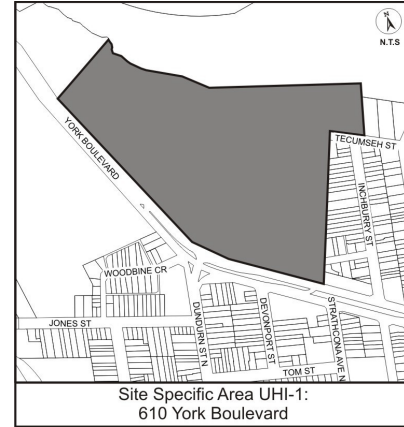 N
N.T.S
YORK BOULEVARD
TECUMSEH ST
INCHBURRY ST
WOODBINE CR
JONES ST
DUNDURN ST N
DEVONPORT ST
STRATHCONA AVE N
TOM ST
Site Specific Area UHI-1:
610 York Boulevard